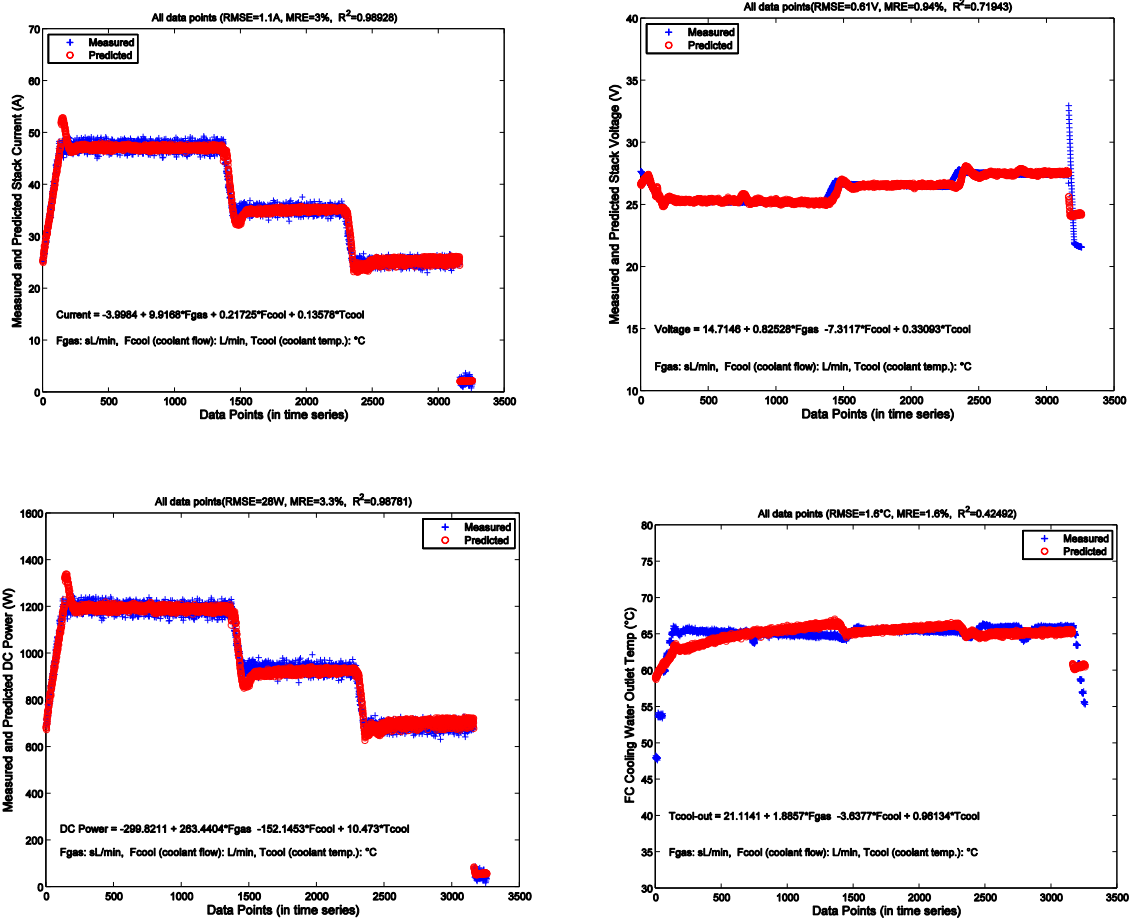 All data points (RMSE=1.1A, MRE=3%, R²=0.98928)
70
60
50
40
30
20
10
0
Measured and Predicted Stack Current (A)
Measured
Predicted
Current = -3.9984 + 9.9168*Fgas + 0.21725*Fcool + 0.13578*Tcool
Fgas: sL/min, Fcool (coolant flow): L/min, Tcool (coolant temp.): °C
0 500 1000 1500 2000 2500 3000 3500
Data Points (in time series)
All data points(RMSE=0.61V, MRE=0.94%, R²=0.71943)
40
35
30
25
20
15
10
Measured and Predicted Stack Voltage (V)
Measured
Predicted
Voltage = 14.7146 + 0.82528*Fgas -7.3117*Fcool + 0.33093*Tcool
Fgas: sL/min, Fcool (coolant flow): L/min, Tcool (coolant temp.): °C
0 500 1000 1500 2000 2500 3000 3500
Data Points (in time series)
All data points(RMSE=28W, MRE=3.3%, R²=0.98781)
1600
1400
1200
1000
800
600
400
200
0
Measured and Predicted DC Power (W)
Measured
Predicted
DC Power = -299.8211 + 263.4404*Fgas -152.1453*Fcool + 10.473*Tcool
Fgas: sL/min, Fcool (coolant flow): L/min, Tcool (coolant temp.): °C
0 500 1000 1500 2000 2500 3000 3500
Data Points (in time series)
All data points (RMSE=1.6°C, MRE=1.6%, R²=0.42492)
80
75
70
65
60
55
50
45
40
35
30
FC Cooling Water Outlet Temp (°C)
Measured
Predicted
Tcool-out = 21.1141 + 1.8857*Fgas -3.6377*Fcool + 0.96134*Tcool
Fgas: sL/min, Fcool (coolant flow): L/min, Tcool (coolant temp.): °C
0 500 1000 1500 2000 2500 3000 3500
Data Points (in time series)